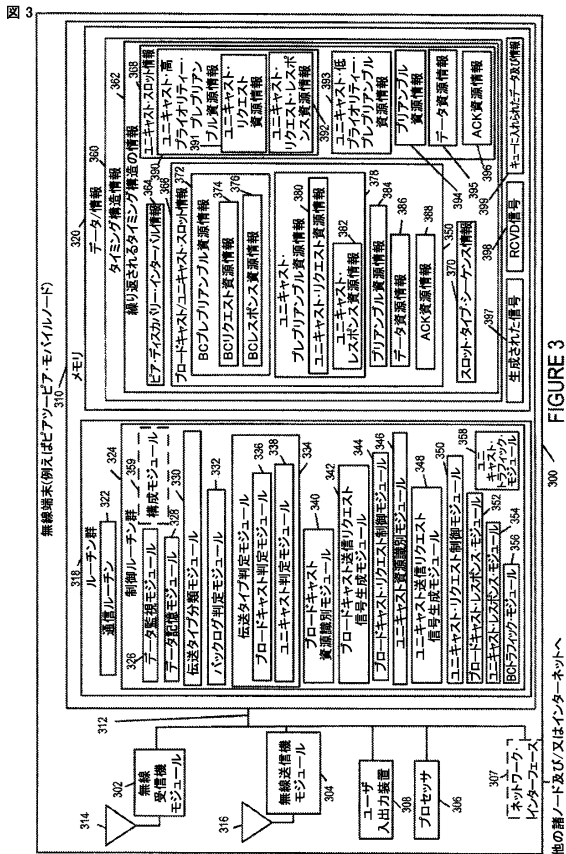 図 3
無線端末(例えばピアツーピア・モバイルノード)
310
メモリ
320
データ/情報
360
タイミング構造情報
362
繰り返されるタイミング構造の情報
364
ピア・ディスカバリー・インターバル情報
366
ブロードキャスト/ユニキャスト・スロット情報
372
BCプレプリアンブル資源情報
374
BCリクエスト資源情報
376
BCレスポンス資源情報
378
ユニキャスト・
プレプリアンブル資源情報
380
ユニキャスト・リクエスト資源情報
382
ユニキャスト
レスポンス資源情報
384
プリアンブル資源情報
386
データ資源情報
388
ACK資源情報
350
368
ユニキャスト・スロット情報
390
ユニキャスト・高
プライオリティー・
プレプリアン
ブル資源情報
391
ユニキャスト・
リクエスト
資源情報
392
ユニキャスト・
リクエスト・レスポ
ンス資源情報
393
ユニキャスト・低
プライオリティー・
プレプリアンブル
資源情報
394
プリアンブル
資源情報
395
データ資源情報
396
ACK資源情報
370
スロット・タイプ・シーケンス情報
397
生成された信号
398
RCVD信号
399
キューに入れられたデータ及び情報
318
ルーチン群
322
通信ルーチン
324
制御ルーチン群
359
構成モジュール
326
データ監視モジュール
328
データ記憶モジュール
330
伝送タイプ分類モジュール
332
バックログ判定モジュール
334
伝送タイプ判定モジュール
336
ブロードキャスト判定モジュール
338
ユニキャスト判定モジュール
340
ブロードキャスト
資源識別モジュール
342
ブロードキャスト送信リクエスト
信号生成モジュール
344
ブロードキャスト・リクエスト制御モジュール
346
ユニキャスト資源識別モジュール
348
ユニキャスト送信リクエスト
信号生成モジュール
350
ユニキャスト・リクエスト制御モジュール
352
ブロードキャスト・レスポンス・モジュール
354
ユニキャスト・レスポンス・モジュール
356
BCトラフィック・モジュール
358
ユニ
キャスト・
トラフィック・
モジュール
312
314
302
無線
受信機
モジュール
316
無線送信機
モジュール
304
ユーザ
入出力装置
308
プロセッサ
306
307
ネットワーク・
インターフェース
他の諸ノード及び/又はインターネットへ
300
FIGURE 3